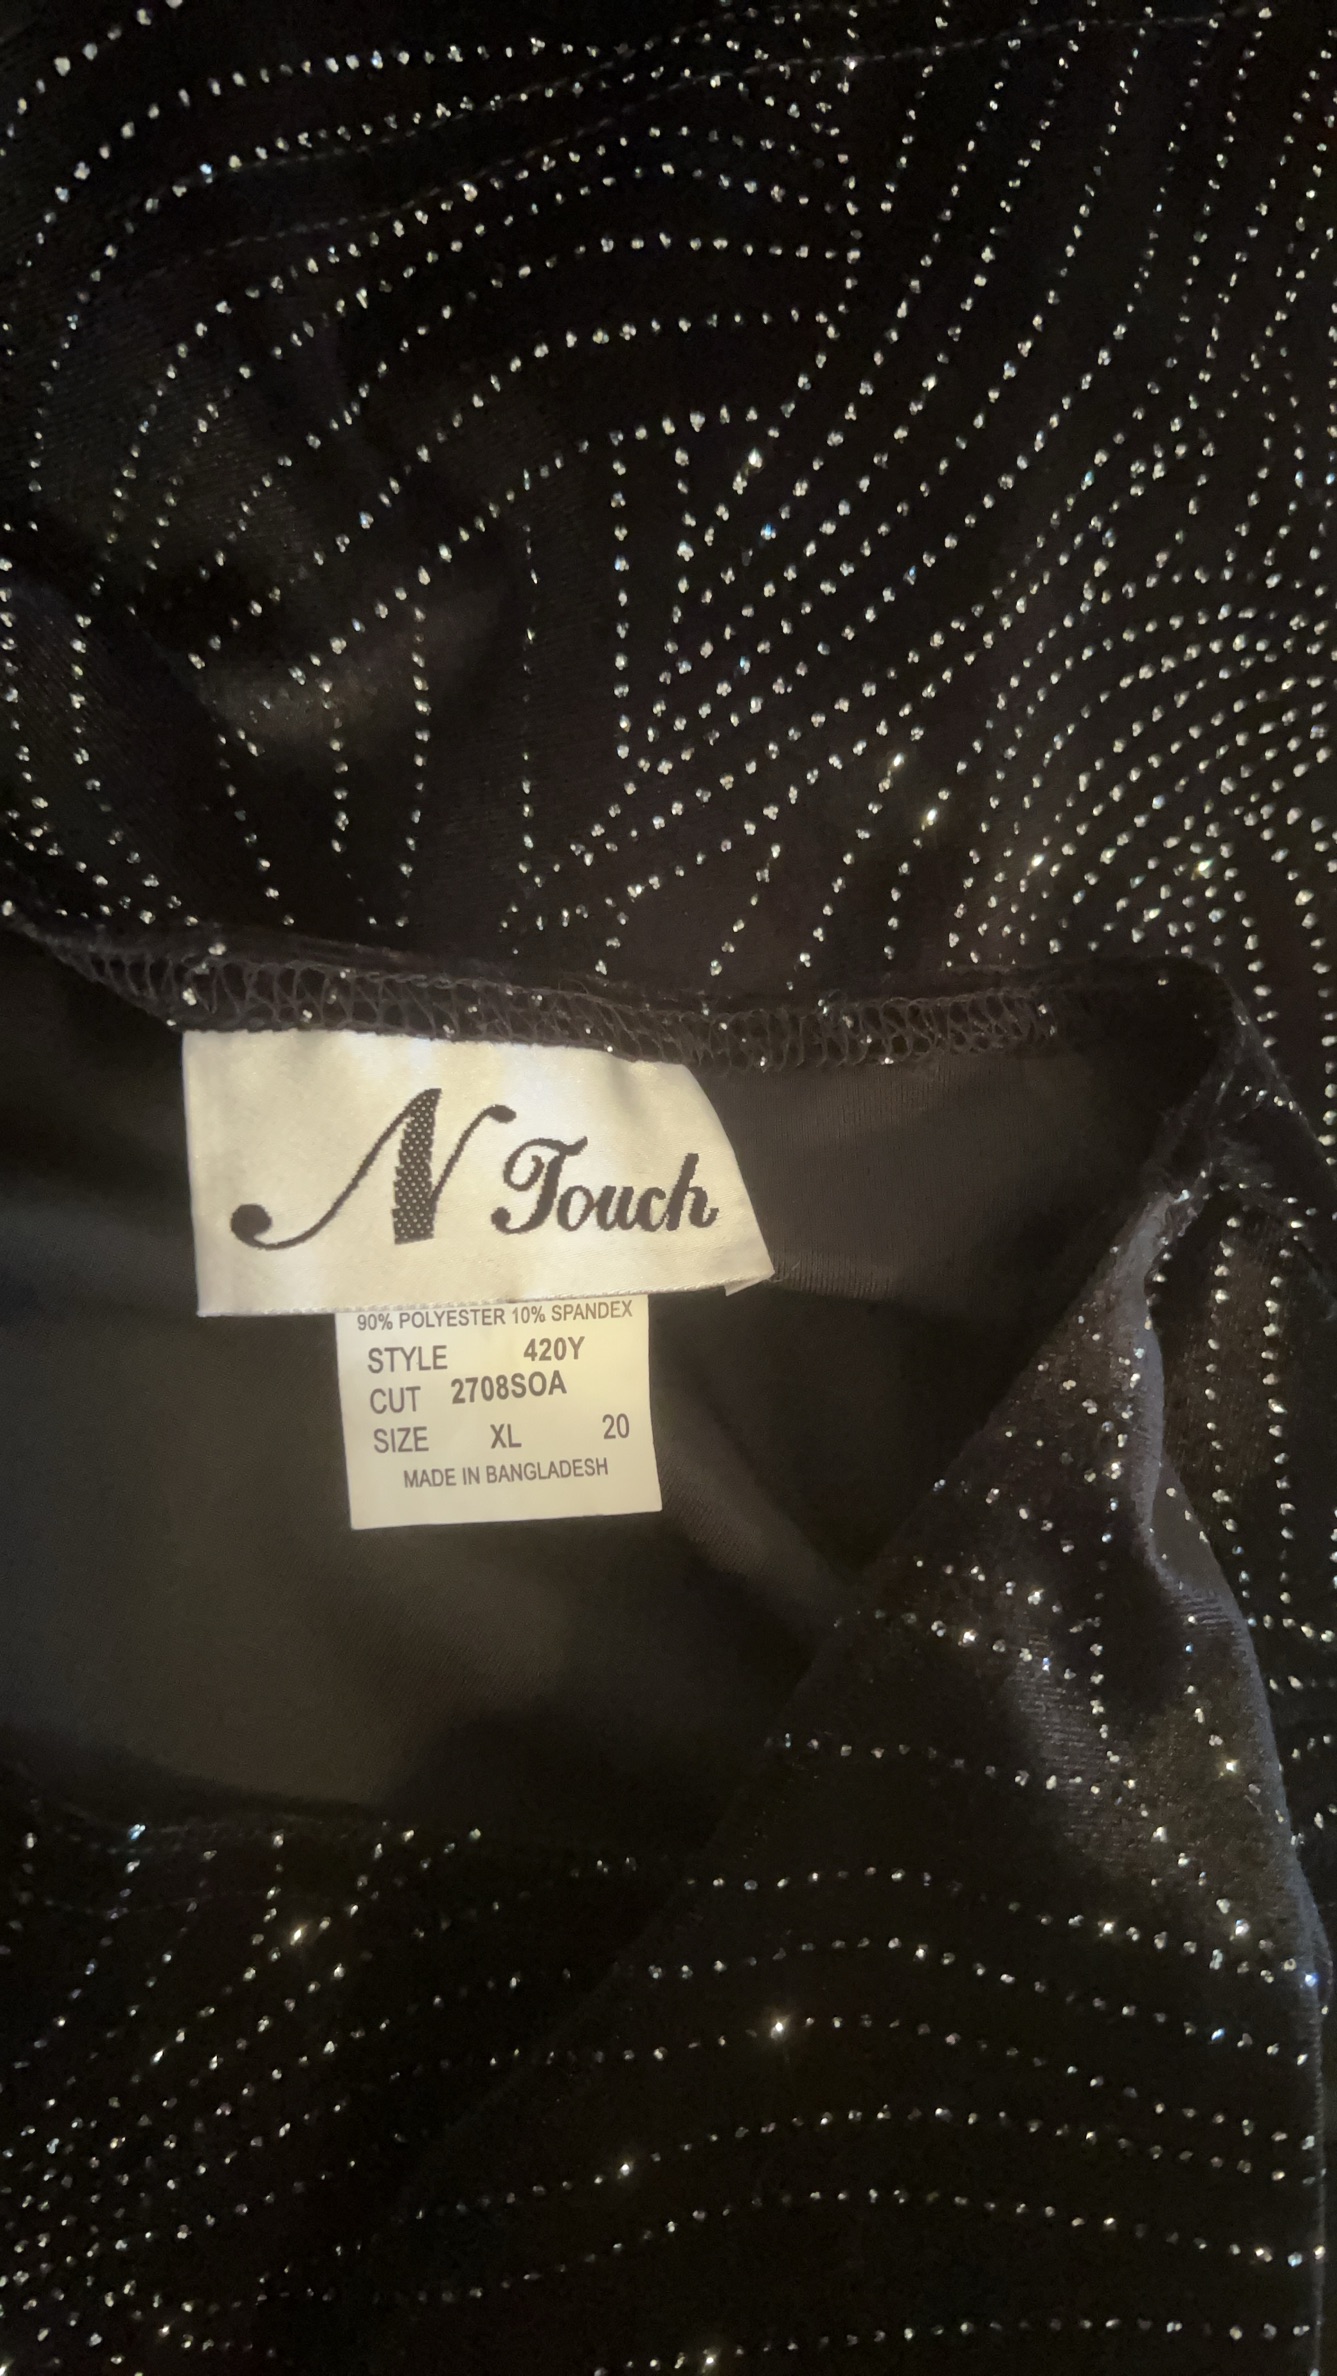 N Touch
90% POLYESTER 10% SPANDEX
STYLE 420Y
CUT 2708SOA
SIZE XL 20
MADE IN BANGLADESH